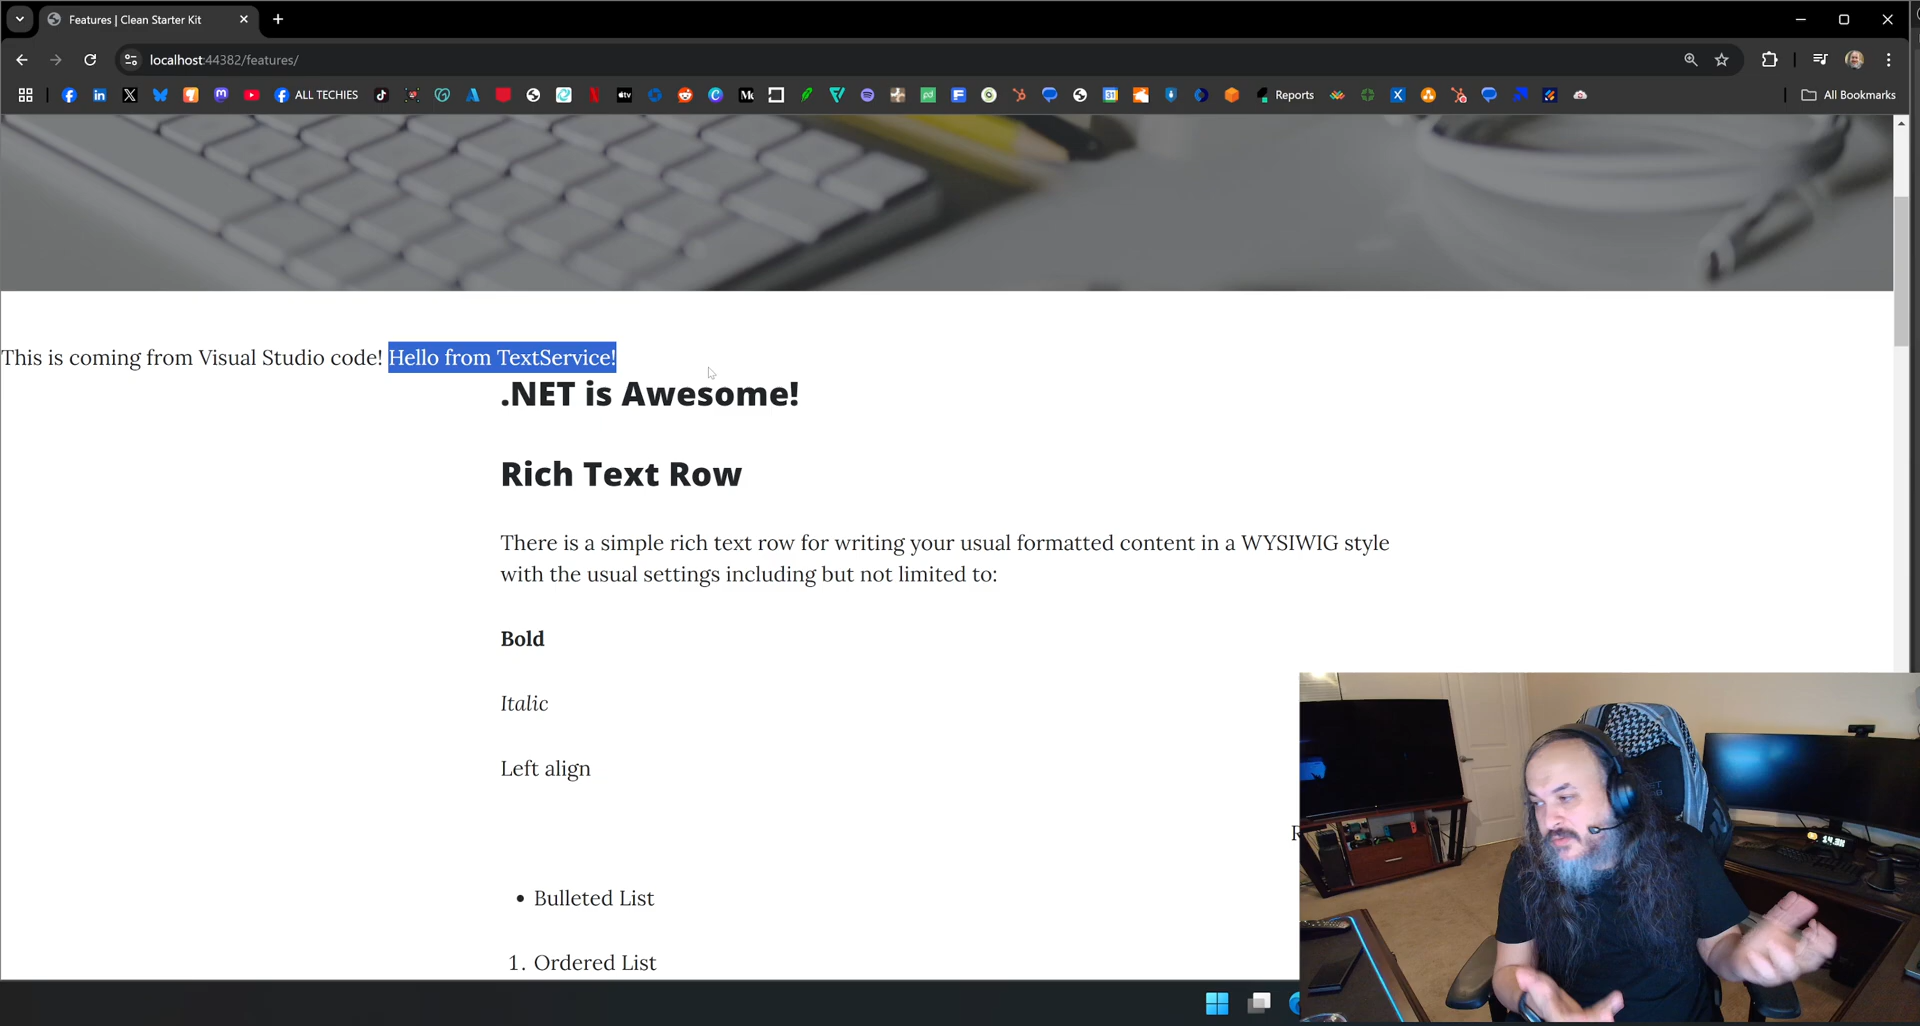 Features | Clean Starter Kit
localhost:44382/features/
ALL TECHIES
Reports
All Bookmarks
This is coming from Visual Studio code! Hello from TextService!
.NET is Awesome!
Rich Text Row
There is a simple rich text row for writing your usual formatted content in a WYSIWIG style
with the usual settings including but not limited to:
Bold
Italic
Left align
• Bulleted List
1. Ordered List